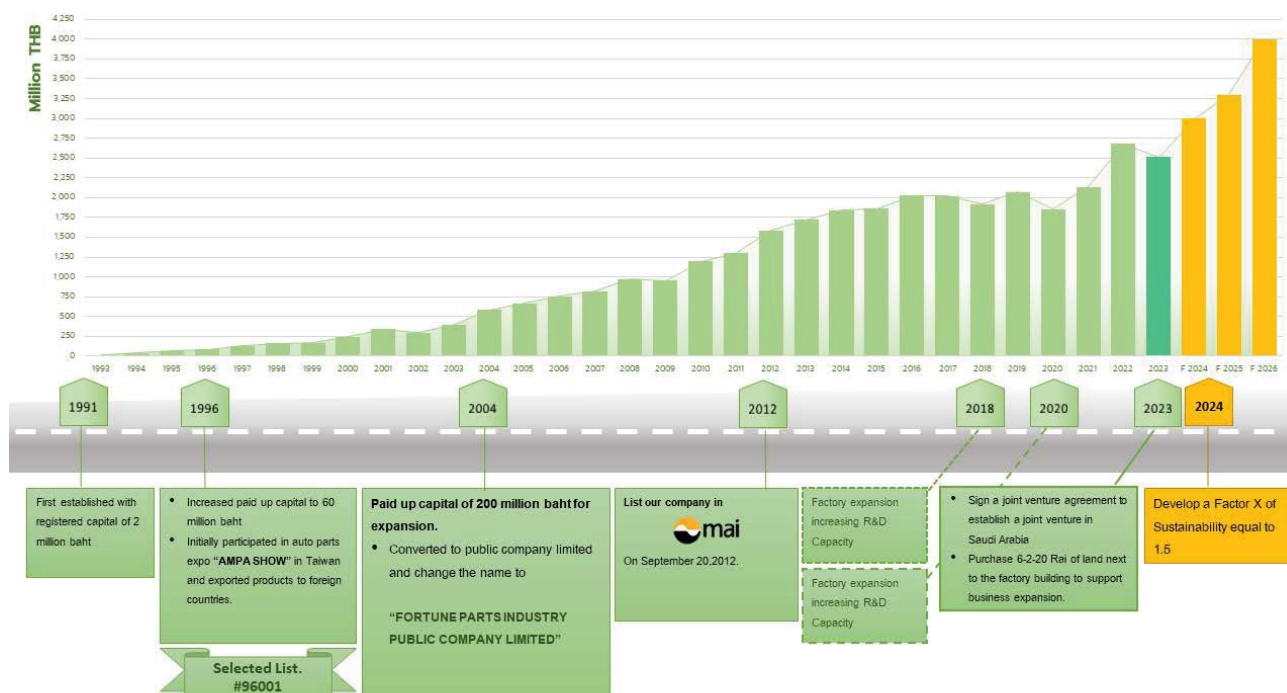 Million THB
4,250
4,000
3,750
3,500
3,250
3,000
2,750
2,500
2,250
2,000
1,750
1,500
1,250
1,000
750
500
250
0
1993 1994 1995 1996 1997 1998 1999 2000 2001 2002 2003 2004 2005 2006 2007 2008 2009 2010 2011 2012 2013 2014 2015 2016 2017 2018 2019 2020 2021 2022 2023 F 2024 F 2025 F 2026
1991
1996
2004
2012
2018
2020
2023
2024
First established with
registered capital of 2
million baht
• Increased paid up capital to 60
million baht
• Initially participated in auto parts
expo “AMPA SHOW” in Taiwan
and exported products to foreign
countries.
Selected List.
#96001
Paid up capital of 200 million baht for
expansion.
• Converted to public company limited
and change the name to
“FORTUNE PARTS INDUSTRY
PUBLIC COMPANY LIMITED”
List our company in
mai
On September 20,2012.
Factory expansion
increasing R&D
Capacity
Factory expansion
increasing R&D
Capacity
• Sign a joint venture agreement to
establish a joint venture in
Saudi Arabia
• Purchase 6-2-20 Rai of land next
to the factory building to support
business expansion.
Develop a Factor X of
Sustainability equal to
1.5